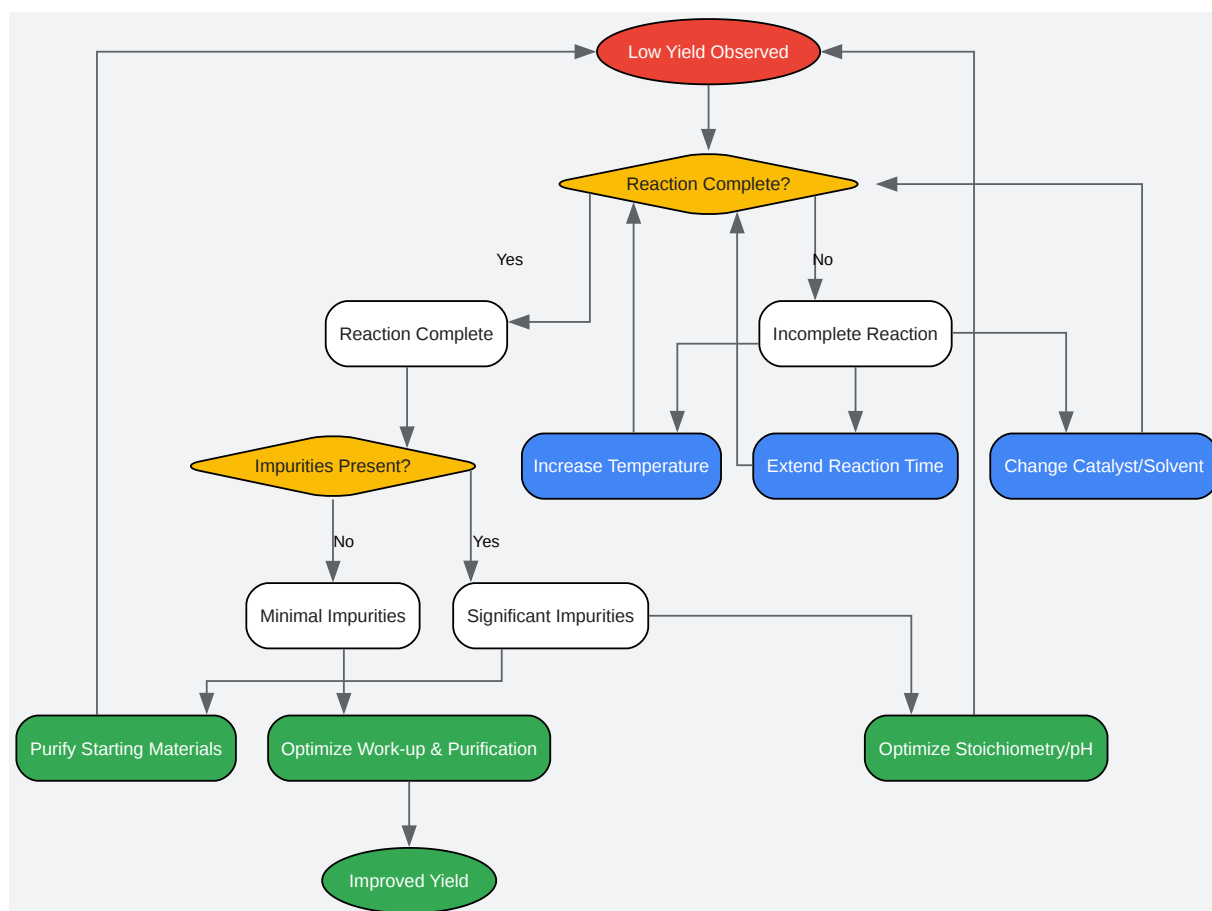 Low Yield Observed
Reaction Complete?
Yes
No
Reaction Complete
Incomplete Reaction
Impurities Present?
Increase Temperature
Extend Reaction Time
Change Catalyst/Solvent
No
Yes
Minimal Impurities
Significant Impurities
Purify Starting Materials
Optimize Work-up & Purification
Optimize Stoichiometry/pH
Improved Yield